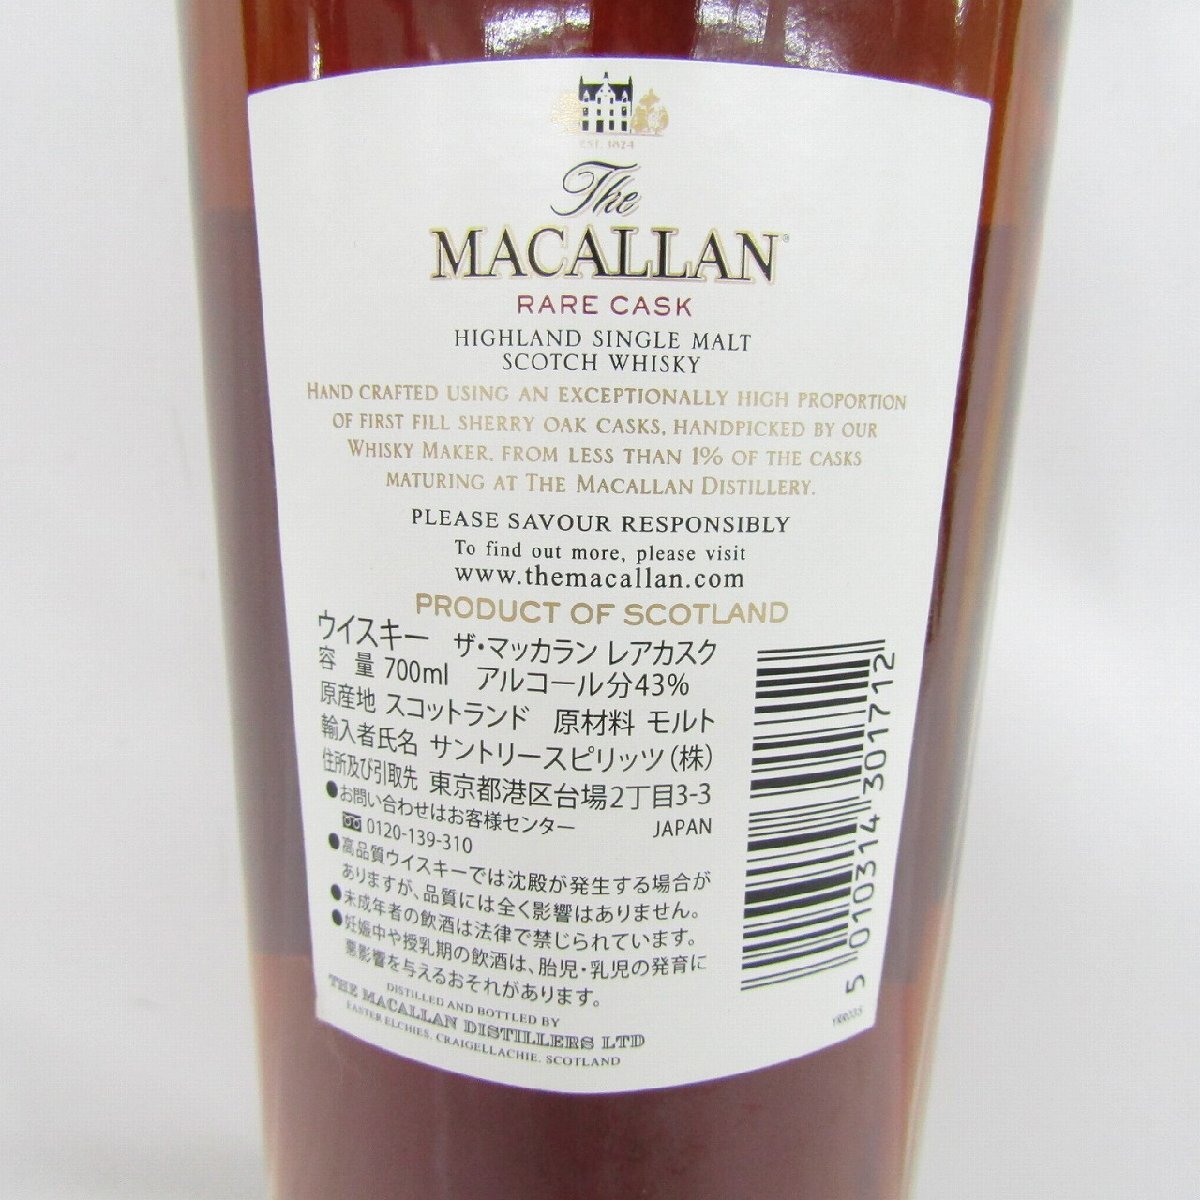 EST. 1824
The
MACALLAN®
RARE CASK
HIGHLAND SINGLE MALT
SCOTCH WHISKY
HAND CRAFTED USING AN EXCEPTIONALLY HIGH PROPORTION
OF FIRST FILL SHERRY OAK CASKS, HANDPICKED BY OUR
WHISKY MAKER, FROM LESS THAN 1% OF THE CASKS
MATURING AT THE MACALLAN DISTILLERY.
PLEASE SAVOUR RESPONSIBLY
To find out more, please visit
www.themacallan.com
PRODUCT OF SCOTLAND
ウイスキー ザ・マッカラン レアカスク
容 量 700ml アルコール分43%
原産地 スコットランド 原材料 モルト
輸入者氏名 サントリースピリッツ(株)
住所及び引取先 東京都港区台場2丁目3-3
●お問い合わせはお客様センター JAPAN
0120-139-310
●高品質ウイスキーでは沈殿が発生する場合が
ありますが、品質には全く影響はありません。
●未成年者の飲酒は法律で禁じられています。
●妊娠中や授乳期の飲酒は、胎児・乳児の発育に
悪影響を与えるおそれがあります。
DISTILLED AND BOTTLED BY
THE MACALLAN DISTILLERS LTD
EASTER ELCHIES, CRAIGELLACHIE, SCOTLAND
5 010314 301712